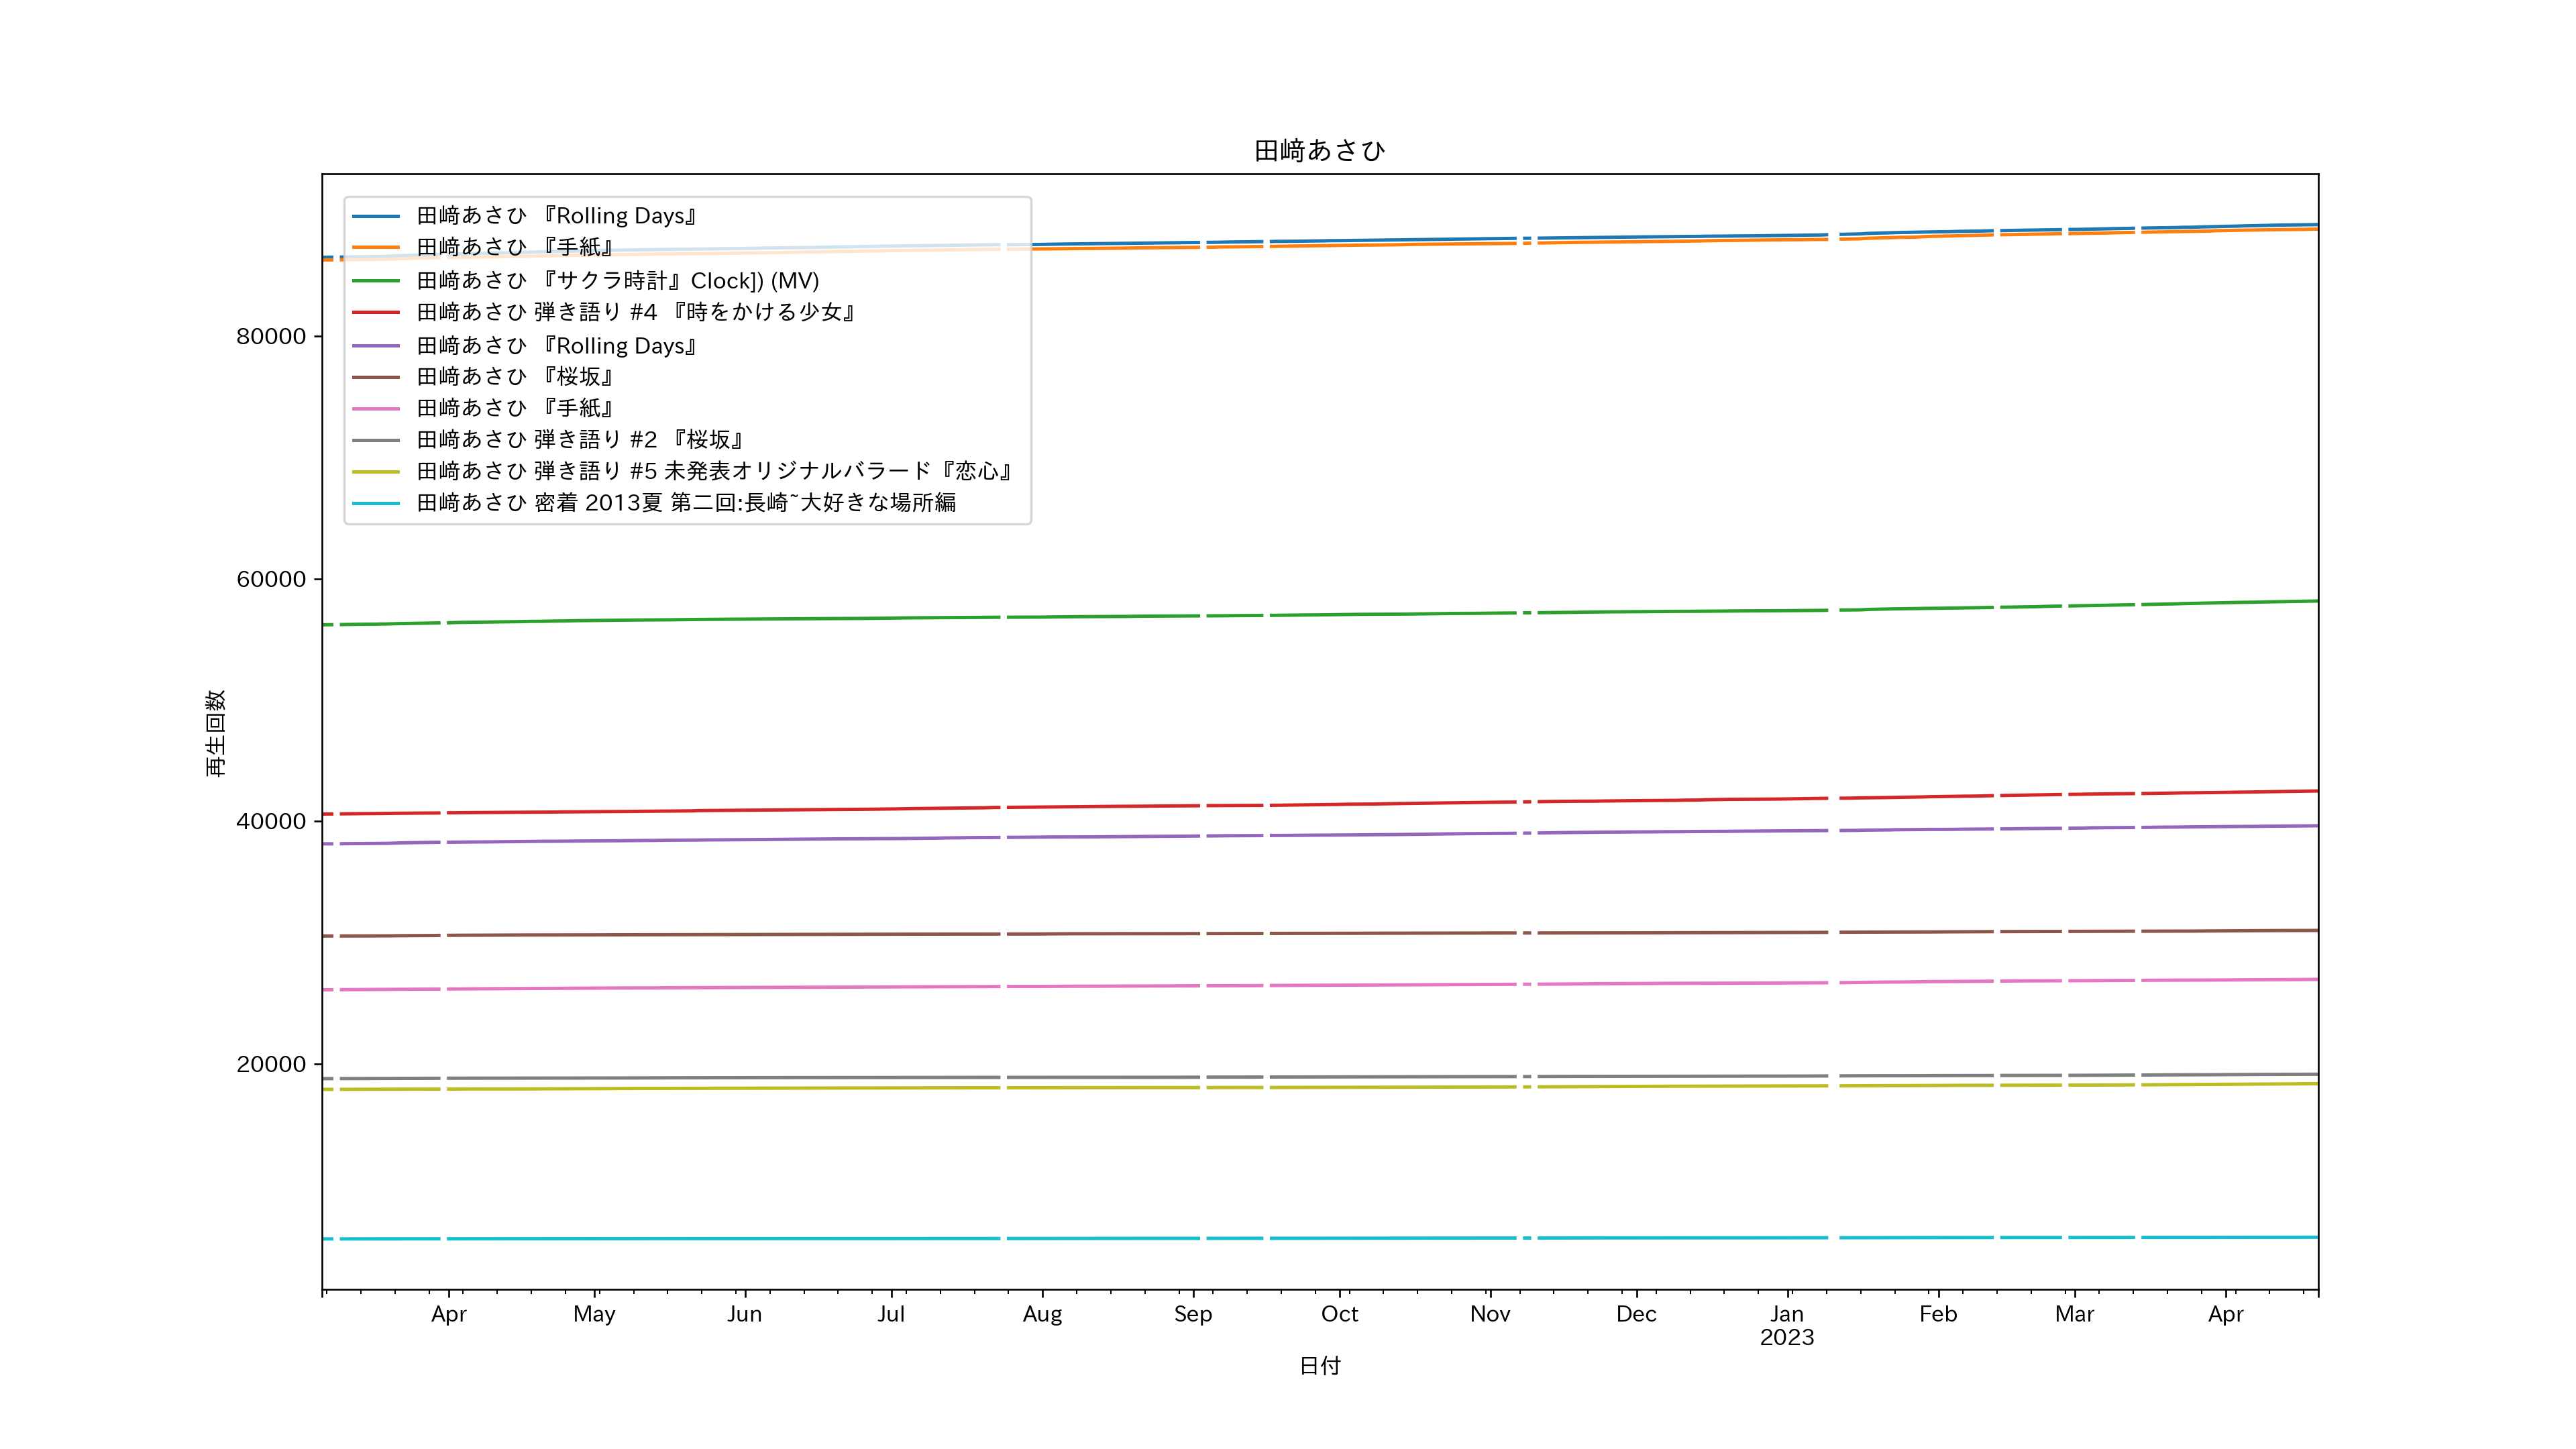 田﨑あさひ
田﨑あさひ 『Rolling Days』
田﨑あさひ 『手紙』
田﨑あさひ 『サクラ時計』Clock]) (MV)
田﨑あさひ 弾き語り #4 『時をかける少女』
田﨑あさひ 『Rolling Days』
田﨑あさひ 『桜坂』
田﨑あさひ 『手紙』
田﨑あさひ 弾き語り #2 『桜坂』
田﨑あさひ 弾き語り #5 未発表オリジナルバラード『恋心』
田﨑あさひ 密着 2013夏 第二回:長崎~大好きな場所編
80000
60000
40000
20000
再生回数
Apr May Jun Jul Aug Sep Oct Nov Dec Jan Feb Mar Apr
2023
日付